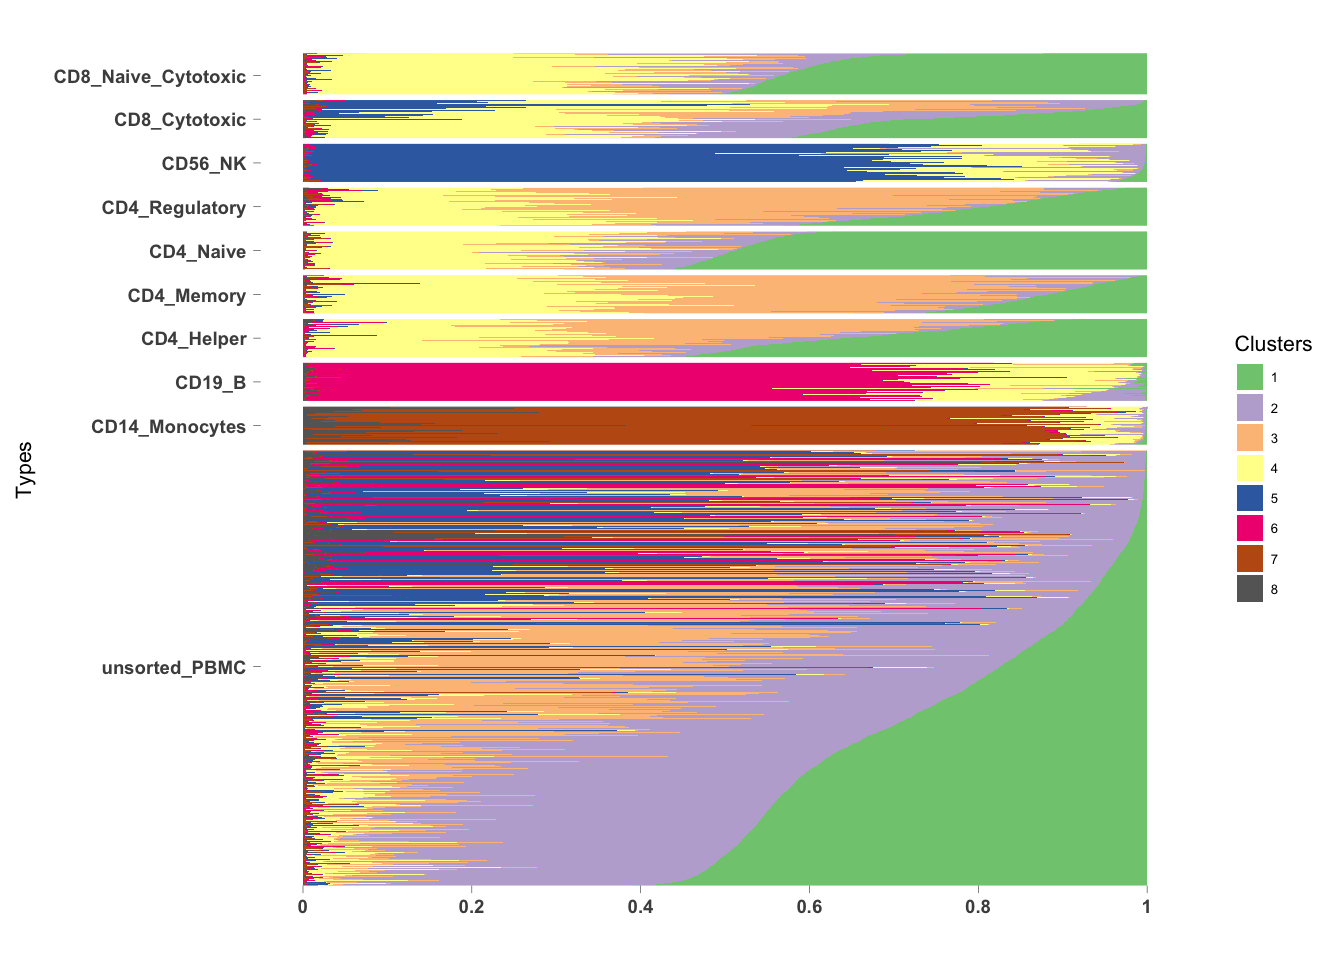 CD8_Naive_Cytotoxic
CD8_Cytotoxic
CD56_NK
CD4_Regulatory
CD4_Naive
CD4_Memory
CD4_Helper
CD19_B
CD14_Monocytes
unsorted_PBMC
Types
0 0.2 0.4 0.6 0.8 1
Clusters
1
2
3
4
5
6
7
8